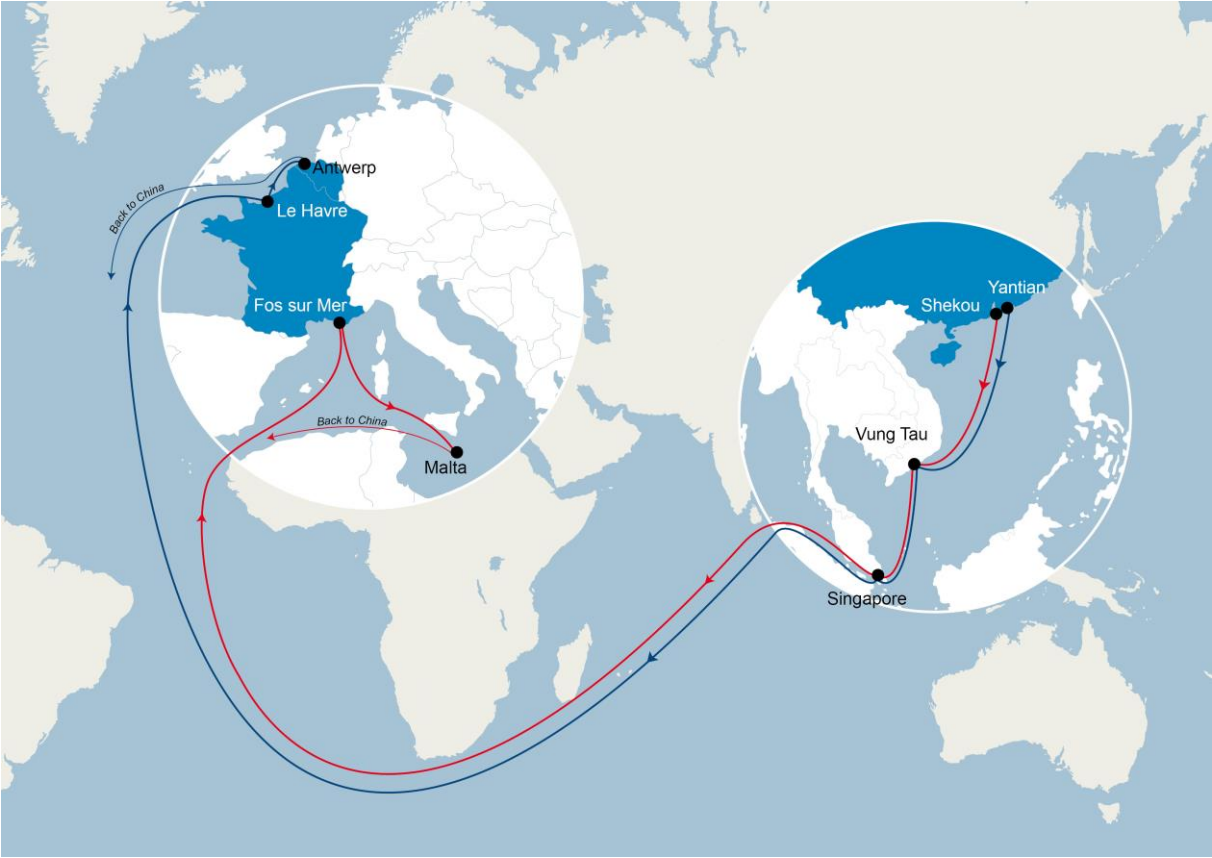 Antwerp
Back to China
Le Havre
Fos sur Mer
Back to China
Malta
Yantian
Shekou
Vung Tau
Singapore